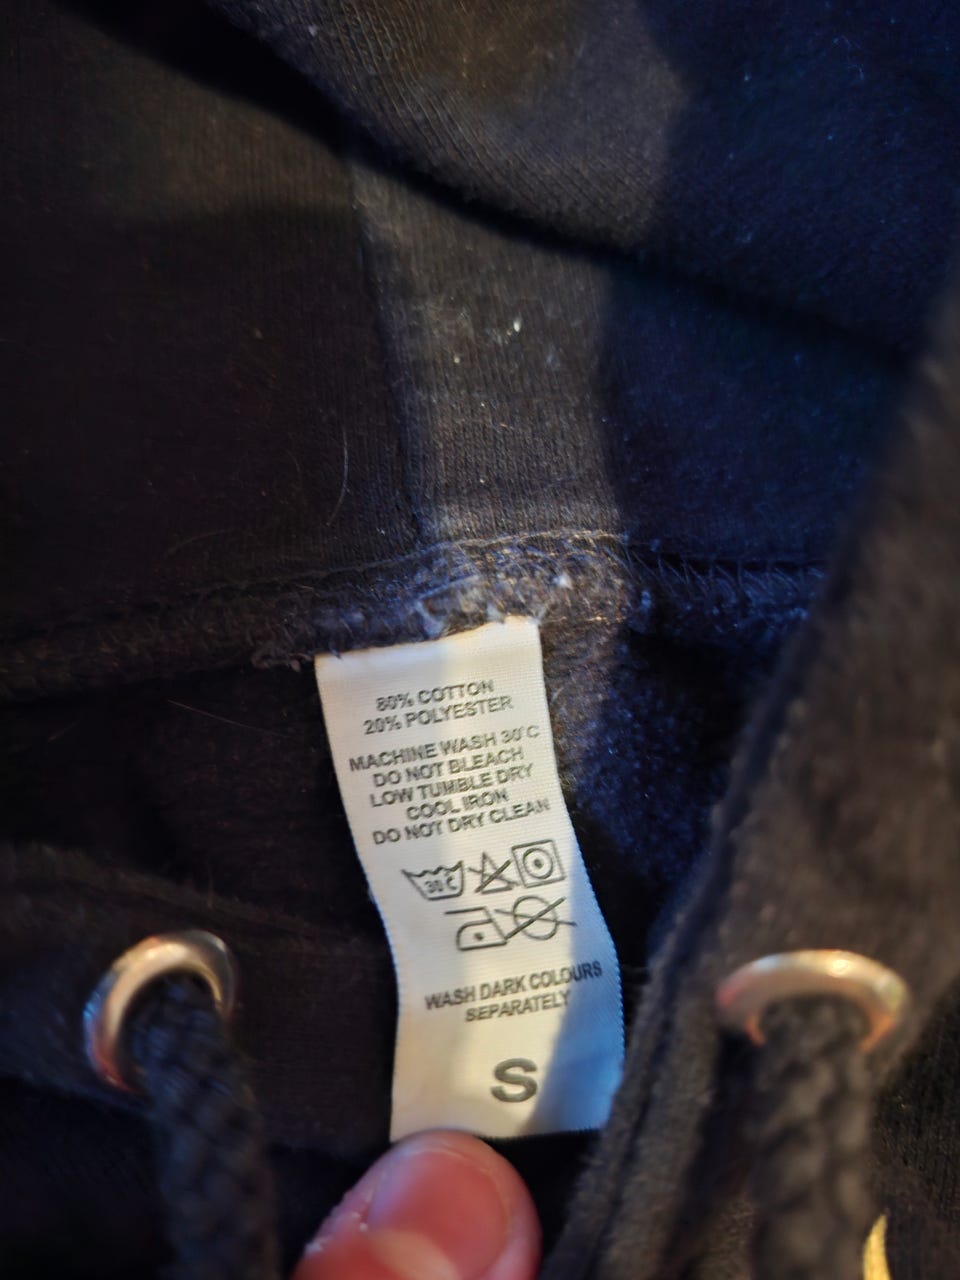 80% COTTON
20% POLYESTER
MACHINE WASH 30°C
DO NOT BLEACH
LOW TUMBLE DRY
COOL IRON
DO NOT DRY CLEAN
30°C
WASH DARK COLOURS
SEPARATELY
S